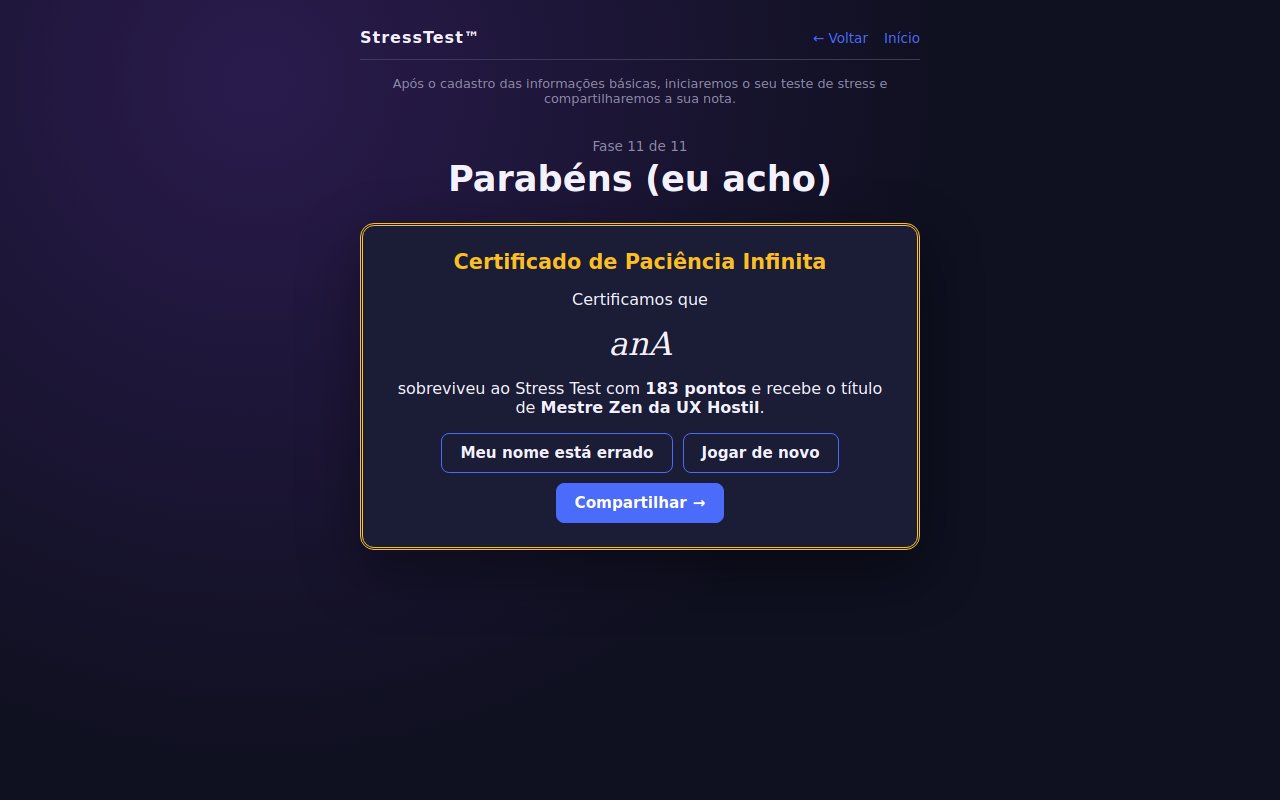 StressTest™
← Voltar Início
Após o cadastro das informações básicas, iniciaremos o seu teste de stress e
compartilharemos a sua nota.
Fase 11 de 11
Parabéns (eu acho)
Certificado de Paciência Infinita
Certificamos que
anA
sobreviveu ao Stress Test com 183 pontos e recebe o título
de Mestre Zen da UX Hostil.
Meu nome está errado
Jogar de novo
Compartilhar →